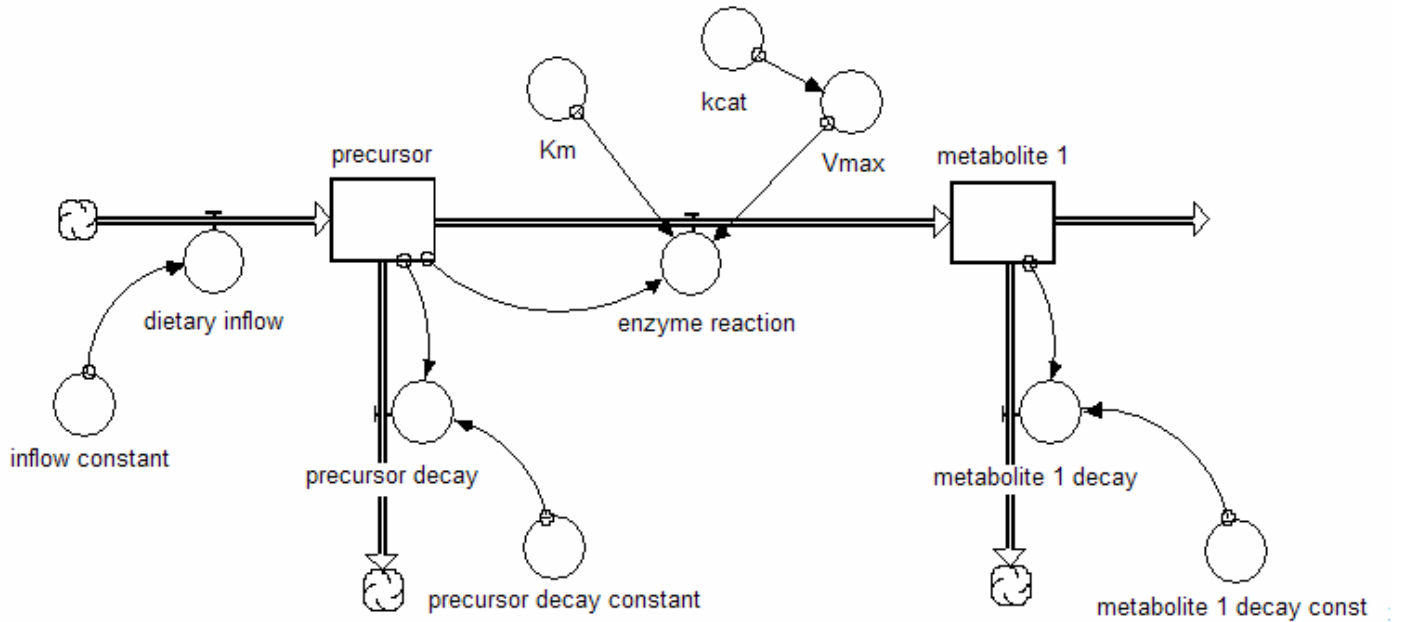 kcat
Km
Vmax
precursor
metabolite 1
dietary inflow
enzyme reaction
inflow constant
precursor decay
metabolite 1 decay
precursor decay constant
metabolite 1 decay const